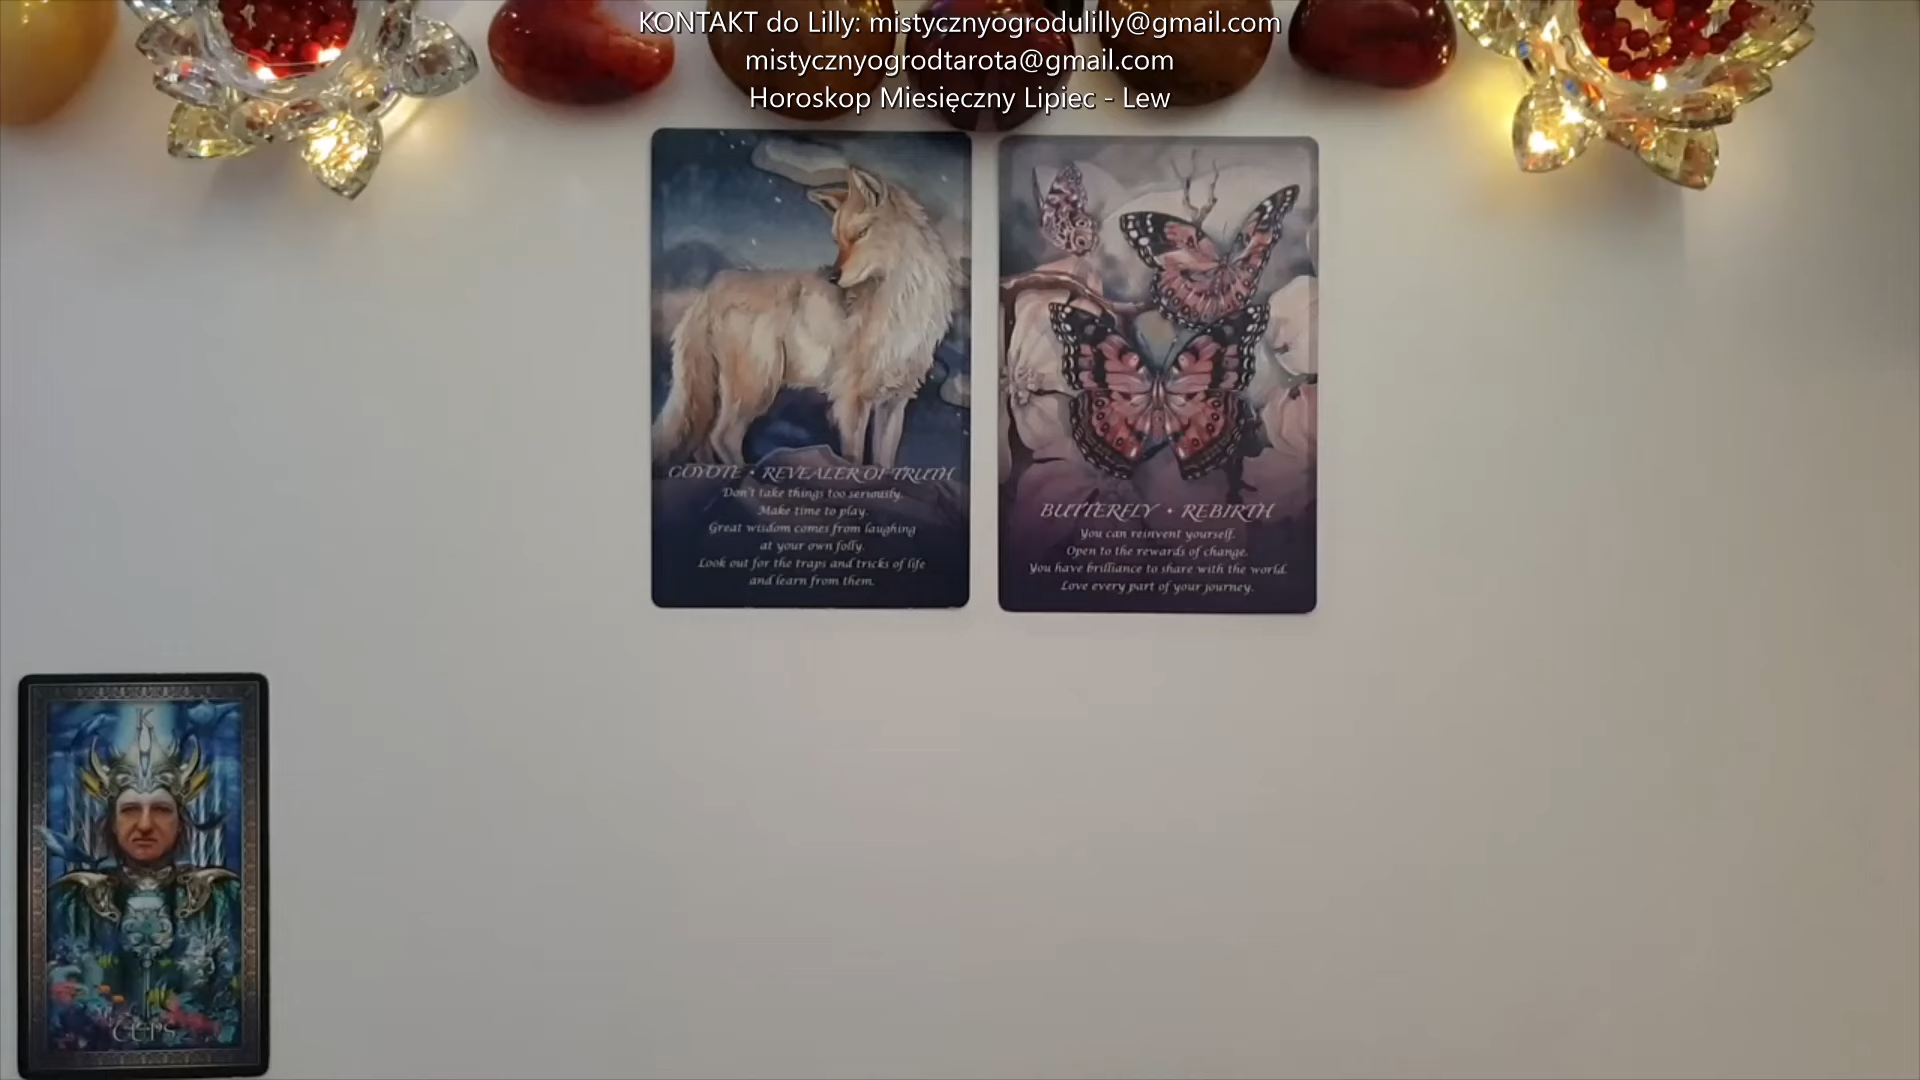 KONTAKT do Lilly: mistycznyogrodulilly@gmail.com
mistycznyogrodtarota@gmail.com
Horoskop Miesięczny Lipiec - Lew
COYOTE • REVEALER OF TRUTH
Don't take things too seriously.
Make time to play.
Great wisdom comes from laughing
at your own folly.
Look out for the traps and tricks of life
and learn from them.
BUTTERFLY • REBIRTH
You can reinvent yourself.
Open to the rewards of change.
You have brilliance to share with the world.
Love every part of your journey.
K
CUPS